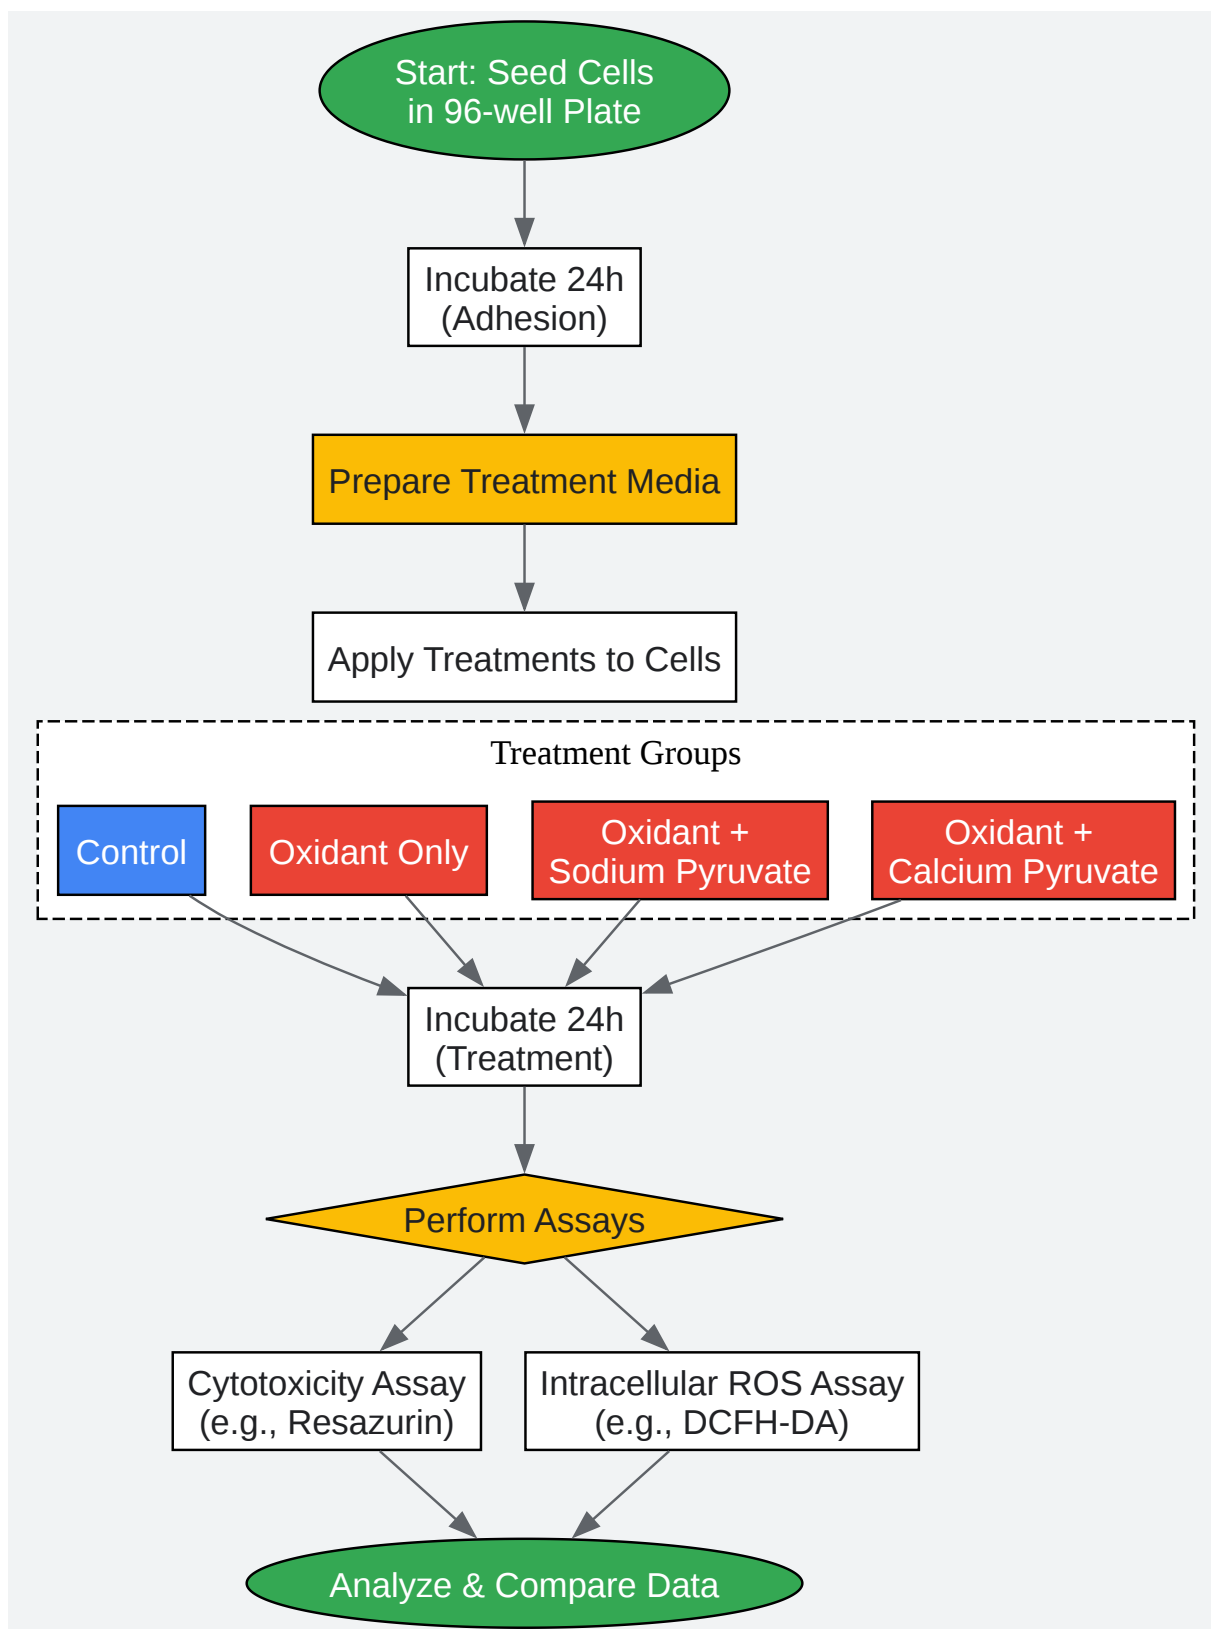 Start: Seed Cells
in 96-well Plate
Incubate 24h
(Adhesion)
Prepare Treatment Media
Apply Treatments to Cells
Treatment Groups
Control
Oxidant Only
Oxidant +
Sodium Pyruvate
Oxidant +
Calcium Pyruvate
Incubate 24h
(Treatment)
Perform Assays
Cytotoxicity Assay
(e.g., Resazurin)
Intracellular ROS Assay
(e.g., DCFH-DA)
Analyze & Compare Data